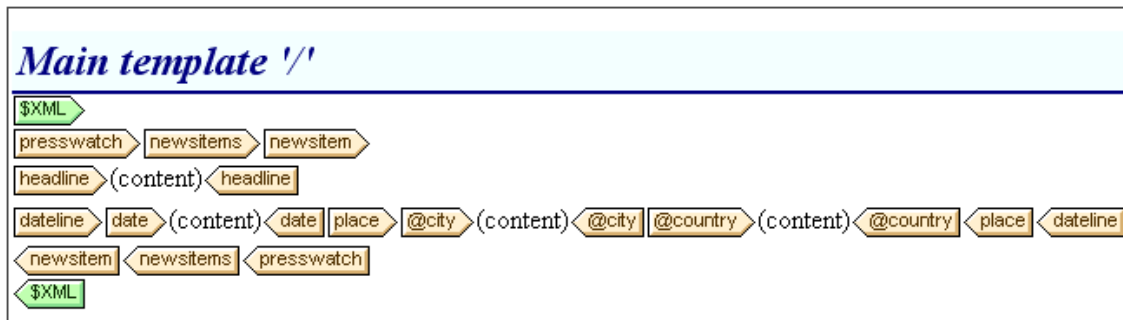 Main template '/'
$XML
presswatch newsitems newsitem
headline (content) headline
dateline date (content) date place @city (content) @city @country (content) @country place dateline
newsitem newsitems presswatch
$XML